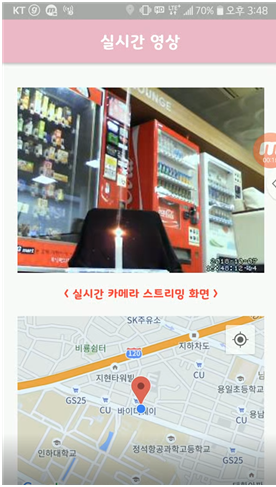 KT
LTE
70%
오후 3:48
실시간 영상
LOUNGE
2018-10-07
< 실시간 카메라 스트리밍 화면 >
SK주유소
비룡쉼터
120
지하차도
CU
지현타워빌
GS25
CU
바이더웨이
용일초등학교
용남
GS25
CU
인하대학교
정석항공과학고등학교